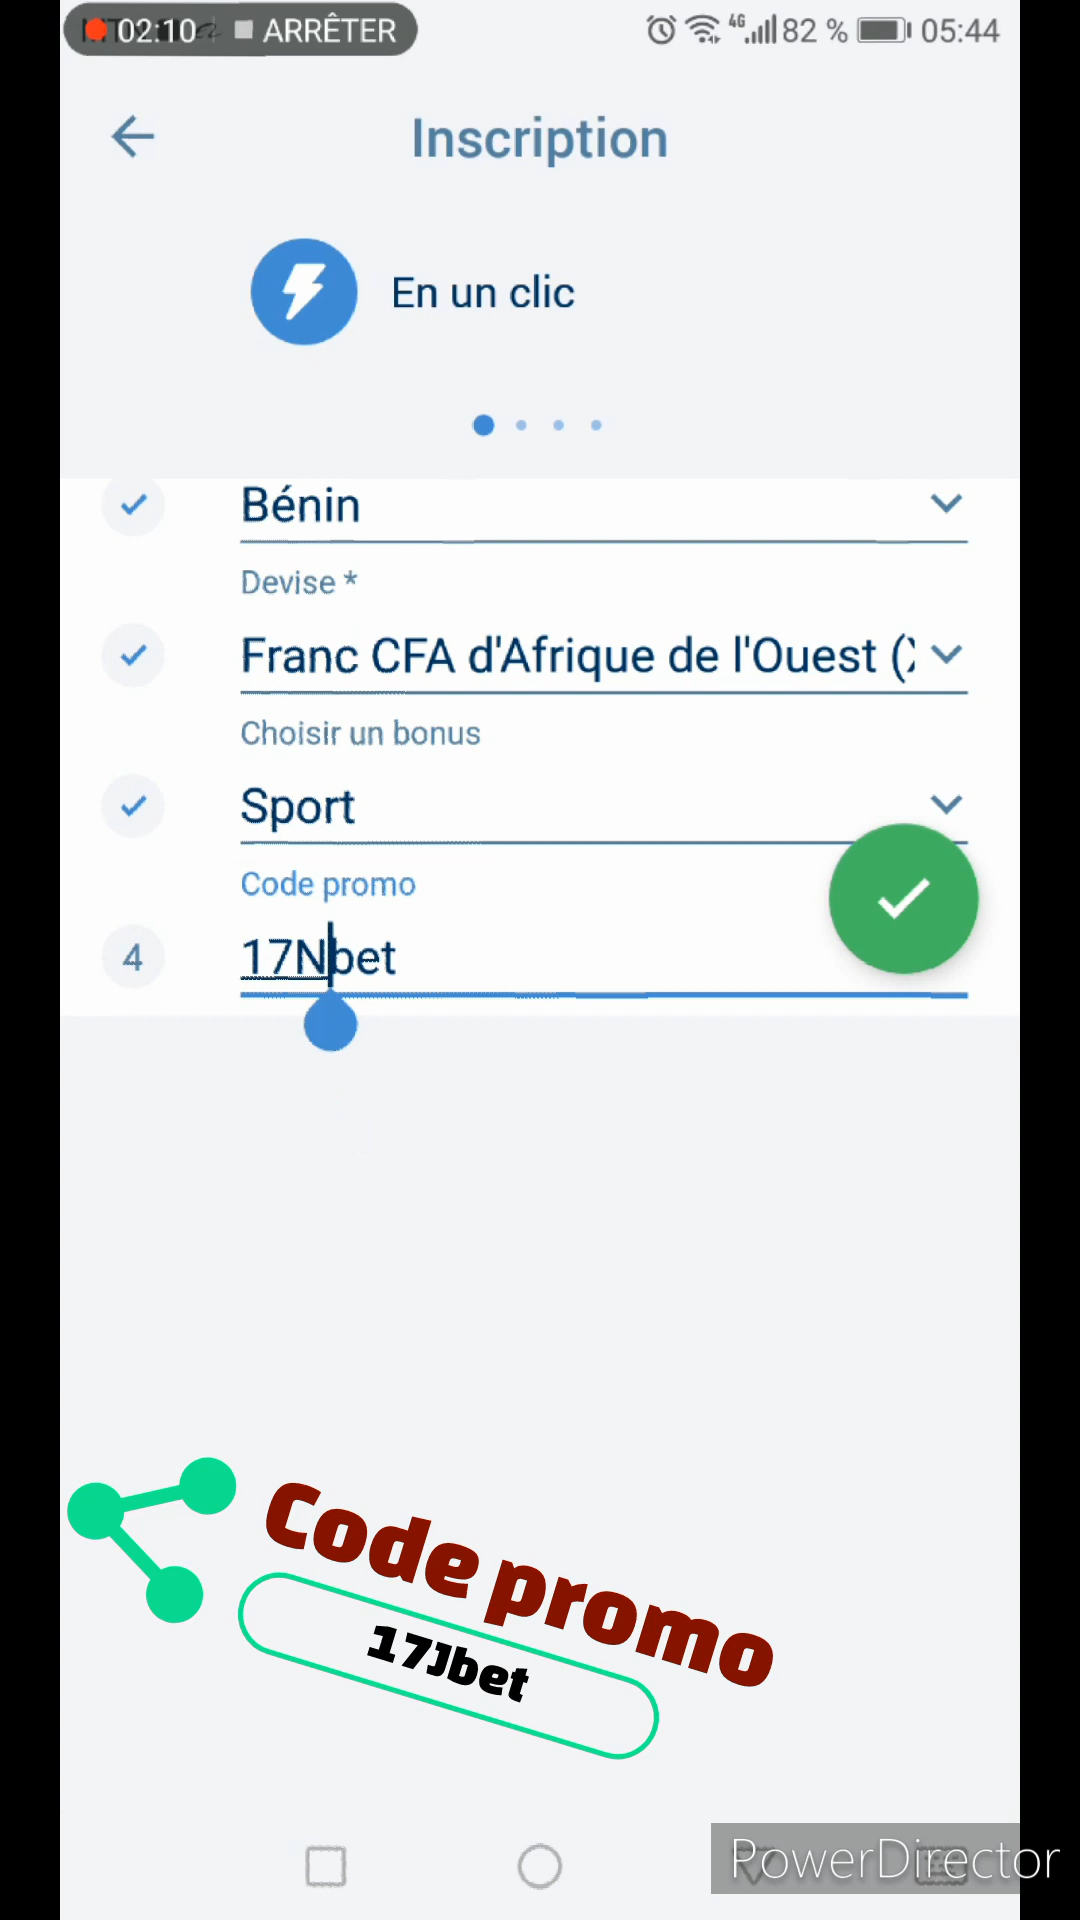 02:10 ARRÊTER 4G 82 % 05:44
Inscription
En un clic
Bénin
Devise *
Franc CFA d'Afrique de l'Ouest (
Choisir un bonus
Sport
Code promo
4 17Nbet
Code promo
17Jbet
PowerDirector